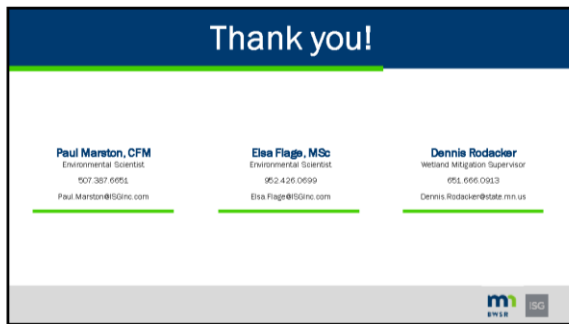 Thank you!
Paul Marston, CFM
Environmental Scientist
507.387.6651
Paul.Marston@ISGInc.com
Elsa Flage, MSc
Environmental Scientist
952.426.0699
Elsa.Flage@ISGInc.com
Dennis Rodacker
Wetland Mitigation Supervisor
651.666.0913
Dennis.Rodacker@state.mn.us
mn
BWSR
ISG